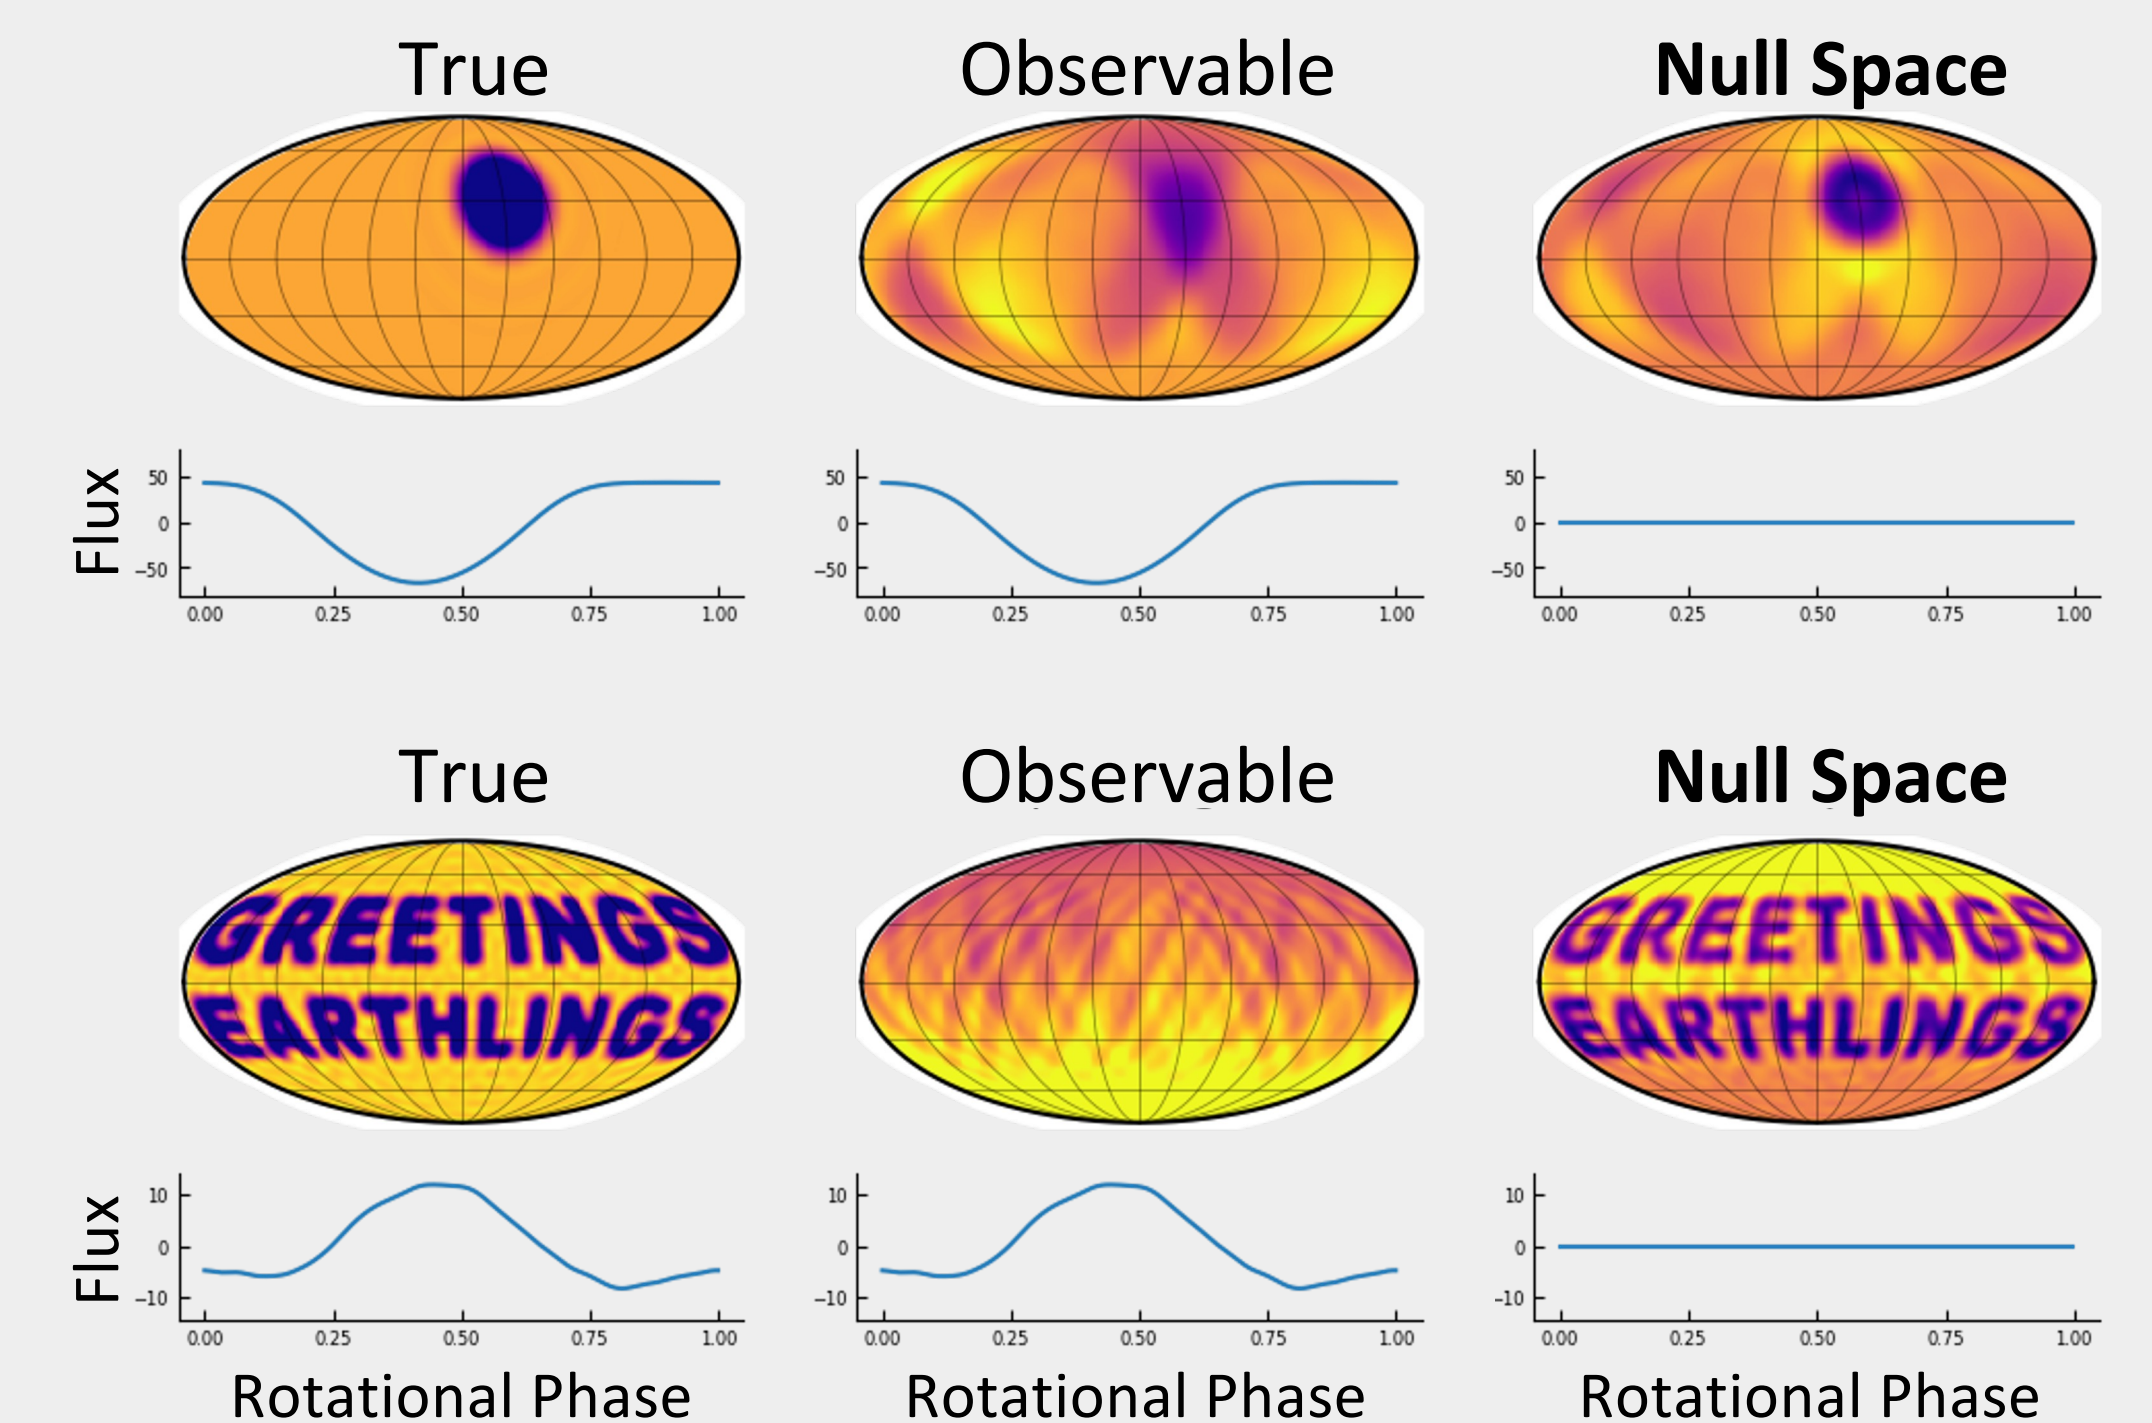 True Observable Null Space
Flux
50 50 50
0 0 0
−50 −50 −50
0.00 0.25 0.50 0.75 1.00 0.00 0.25 0.50 0.75 1.00 0.00 0.25 0.50 0.75 1.00
True Observable Null Space
GREETINGS GREETINGS
EARTHLINGS EARTHLINGS
Flux
10 10 10
0 0 0
−10 −10 −10
0.00 0.25 0.50 0.75 1.00 0.00 0.25 0.50 0.75 1.00 0.00 0.25 0.50 0.75 1.00
Rotational Phase Rotational Phase Rotational Phase